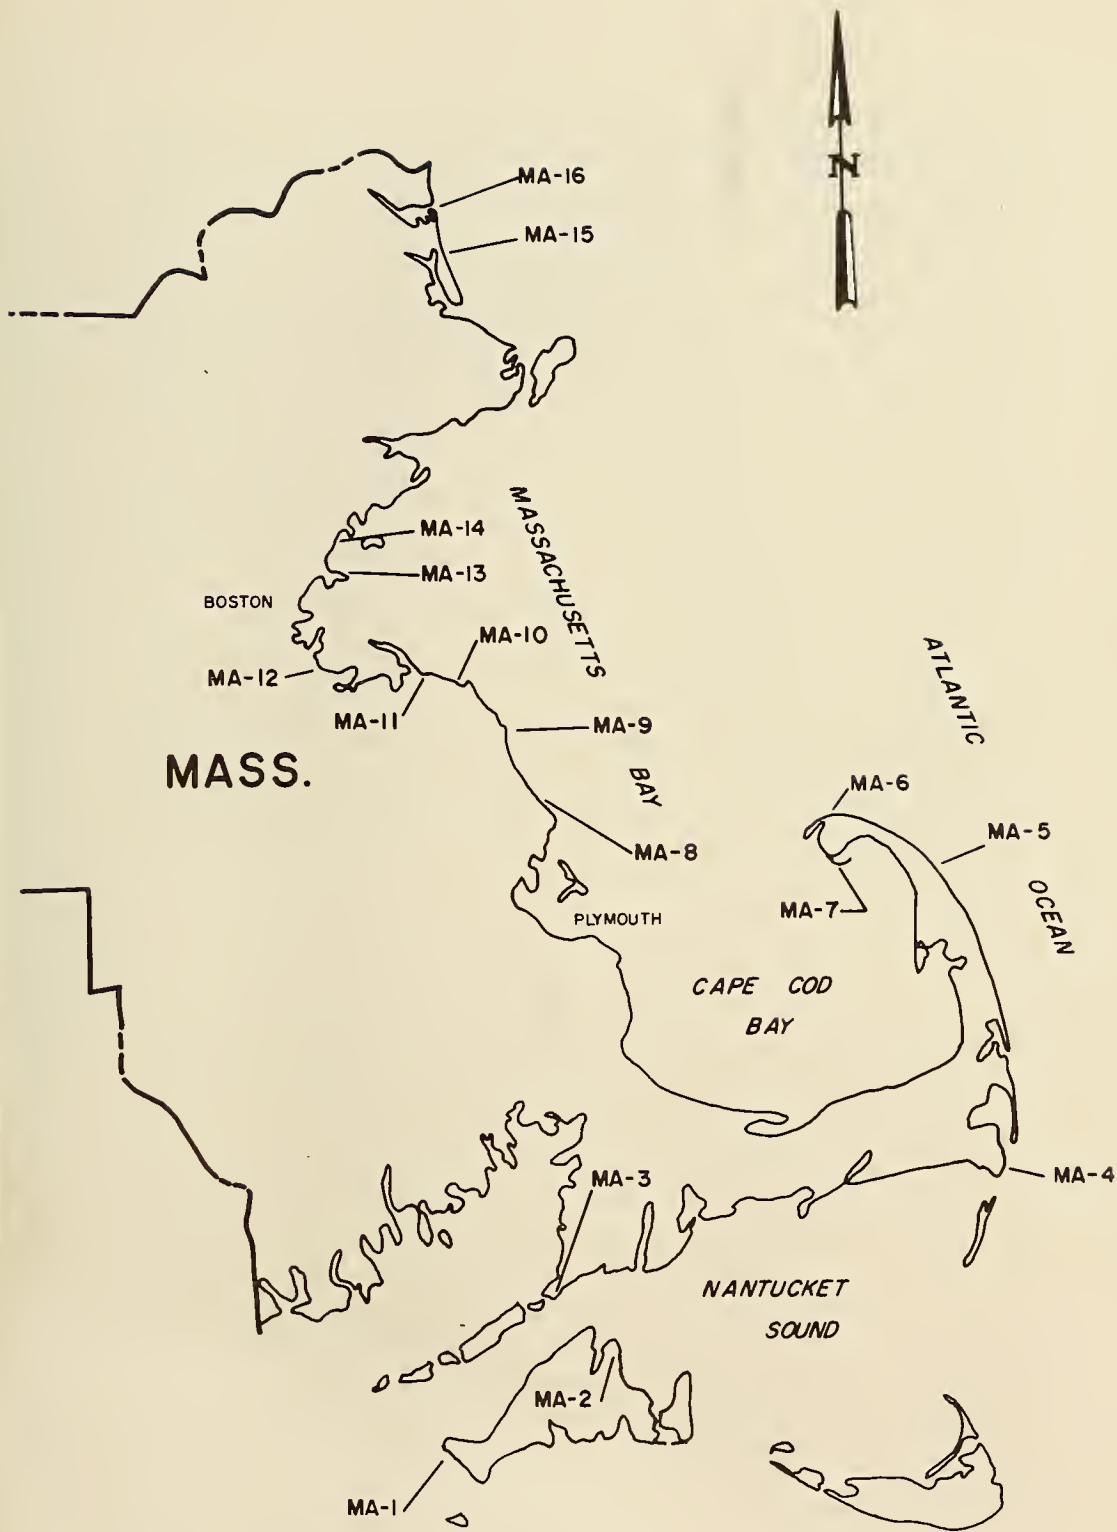 N
MA-16
MA-15
MASSACHUSETTS
BAY
MA-14
MA-13
BOSTON
MA-10
MA-12
MA-11
MA-9
ATLANTIC
OCEAN
MASS.
MA-6
MA-5
MA-8
MA-7
PLYMOUTH
CAPE COD
BAY
MA-3
MA-4
NANTUCKET
SOUND
MA-2
MA-1